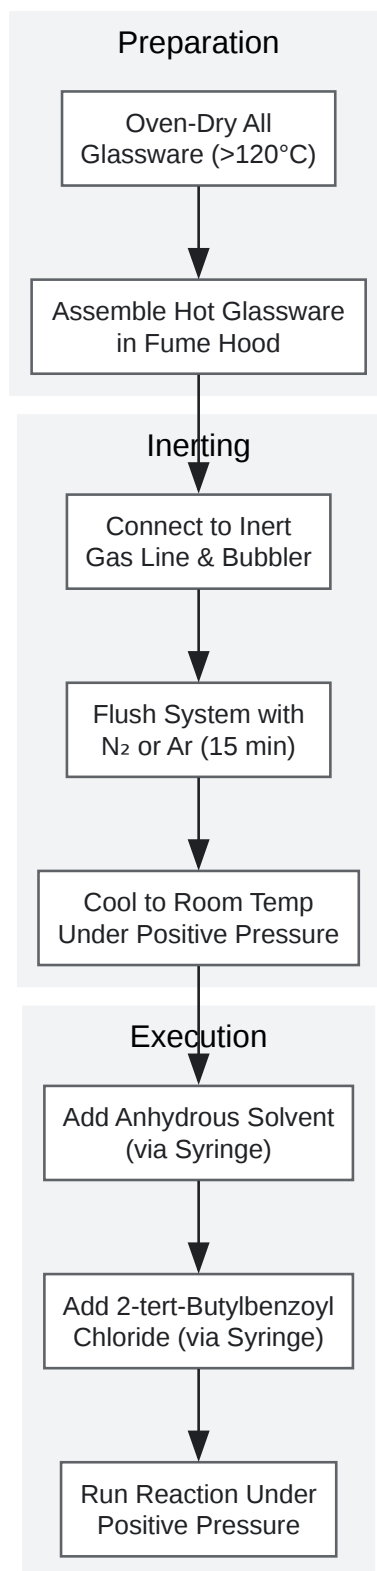 Preparation
Oven-Dry All
Glassware (>120°C)
Assemble Hot Glassware
in Fume Hood
Inerting
Connect to Inert
Gas Line & Bubbler
Flush System with
N₂ or Ar (15 min)
Cool to Room Temp
Under Positive Pressure
Execution
Add Anhydrous Solvent
(via Syringe)
Add 2-tert-Butylbenzoyl
Chloride (via Syringe)
Run Reaction Under
Positive Pressure